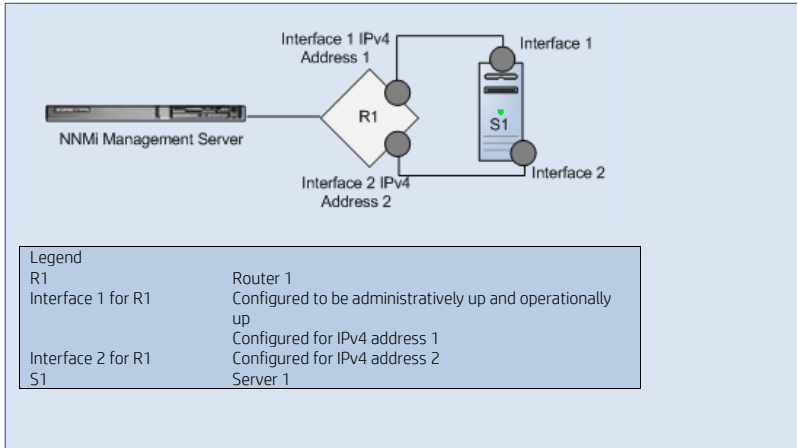 Interface 1 IPv4
Address 1
Interface 1
R1
S1
NNMi Management Server
Interface 2
Interface 2 IPv4
Address 2
Legend
R1 Router 1
Interface 1 for R1 Configured to be administratively up and operationally
up
Configured for IPv4 address 1
Interface 2 for R1 Configured for IPv4 address 2
S1 Server 1